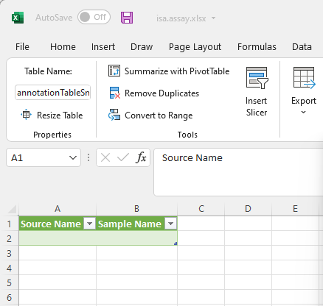 AutoSave Off isa.assay.xlsx
File Home Insert Draw Page Layout Formulas Data
Table Name:
annotationTableSn
Resize Table
Properties
Summarize with PivotTable
Remove Duplicates
Convert to Range
Tools
Insert
Slicer
Export
A1 fx Source Name
A B C D E
1 Source Name Sample Name
2
3
4
5
6